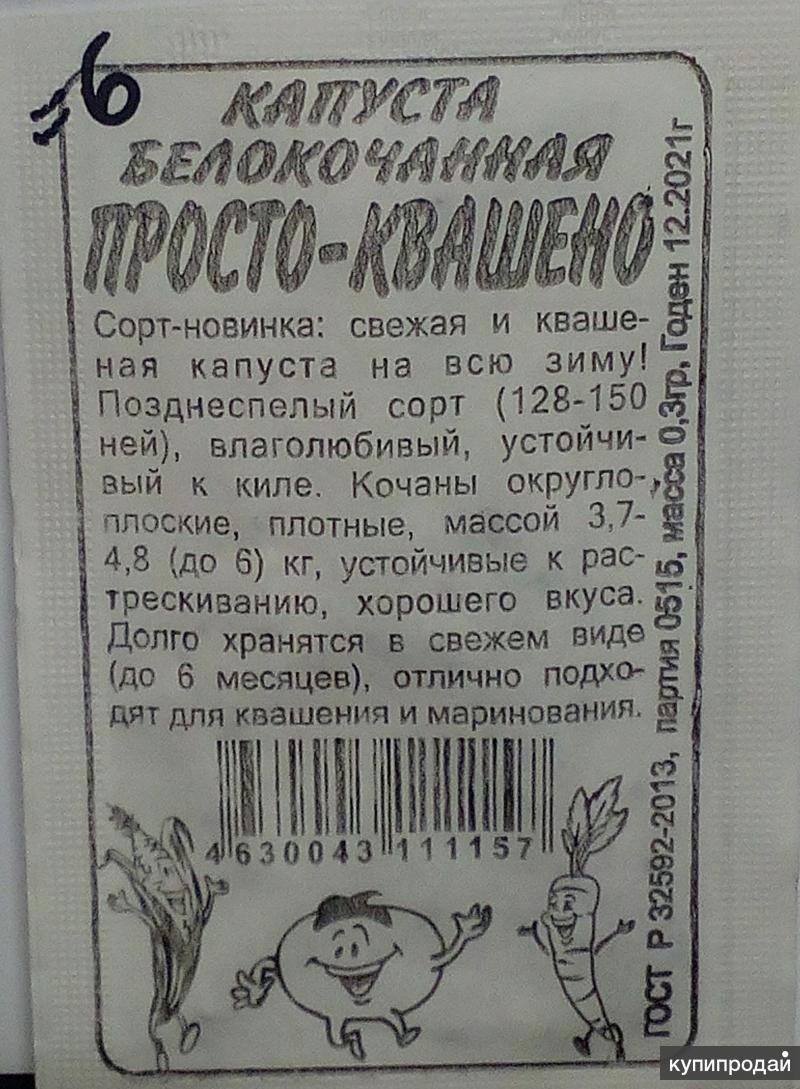 =6
КАПУСТА
БЕЛОКОЧАННАЯ
ПРОСТО-КВАШЕНО
Сорт-новинка: свежая и кваше-
ная капуста на всю зиму!
Позднеспелый сорт (128-150
ней), влаголюбивый, устойчи-
вый к киле. Кочаны округло-
плоские, плотные, массой 3,7-
4,8 (до 6) кг, устойчивые к рас-
трескиванию, хорошего вкуса.
Долго хранятся в свежем виде
(до 6 месяцев), отлично подхо-
дят для квашения и маринования.
4 630043 111157
ГОСТ Р 32592-2013, партия 0515, масса 0,3гр, Годен 12.2021г
купипродай